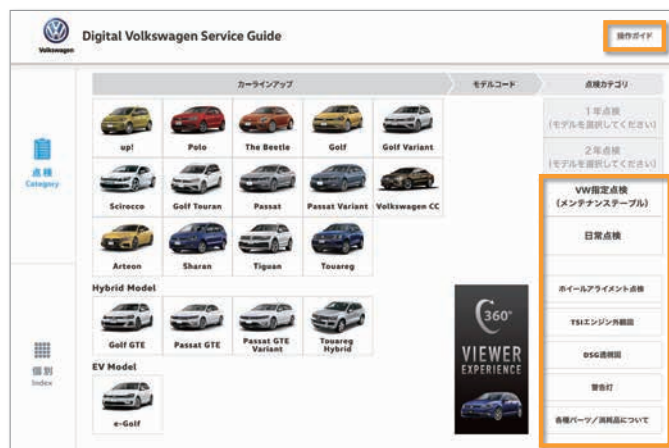 Volkswagen
Digital Volkswagen Service Guide
操作ガイド
カーラインアップ
モデルコード
点検カテゴリ
点検
Category
個別
Index
up!
Polo
The Beetle
Golf
Golf Variant
Scirocco
Golf Touran
Passat
Passat Variant
Volkswagen CC
Arteon
Sharan
Tiguan
Touareg
Hybrid Model
Golf GTE
Passat GTE
Passat GTE
Variant
Touareg
Hybrid
EV Model
e-Golf
360°
VIEWER
EXPERIENCE
1年点検
(モデルを選択してください)
2年点検
(モデルを選択してください)
VW指定点検
(メンテナンステーブル)
日常点検
ホイールアライメント点検
TSIエンジン外観図
DSG透視図
警告灯
各種パーツ/消耗品について